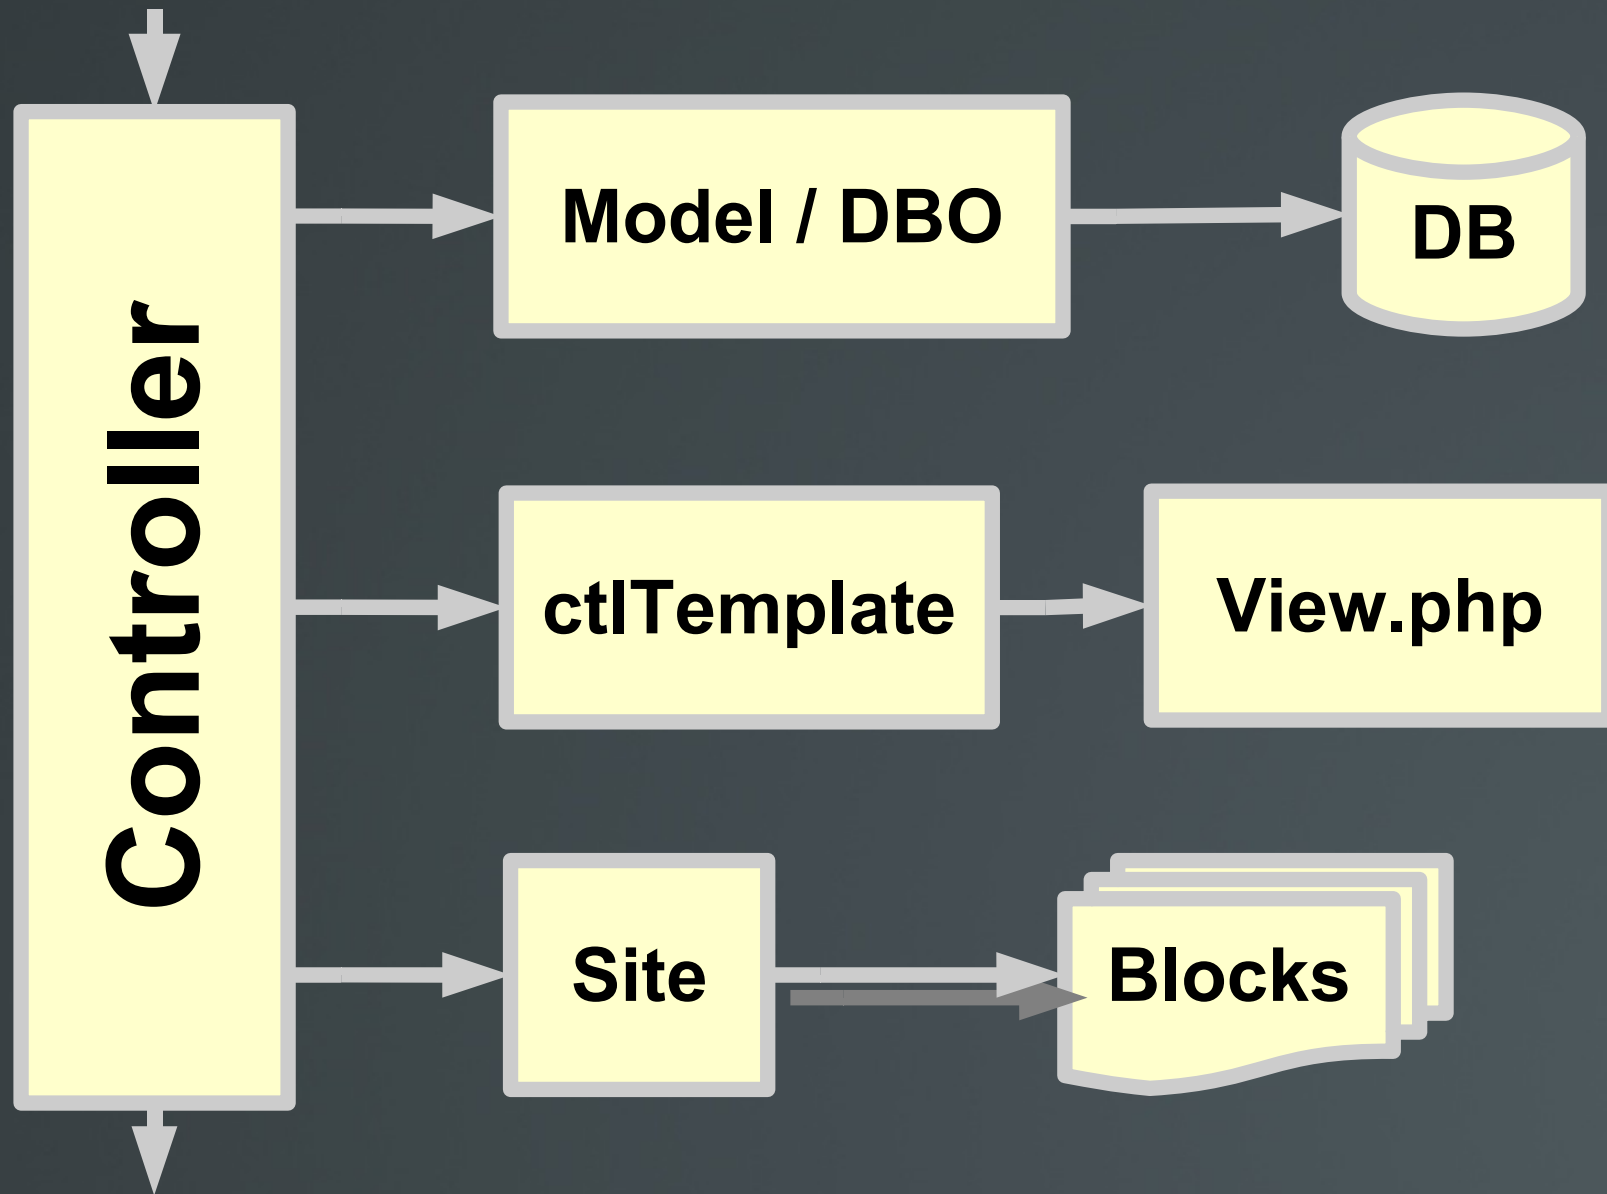 Controller
Model / DBO
DB
ctlTemplate
View.php
Site
Blocks